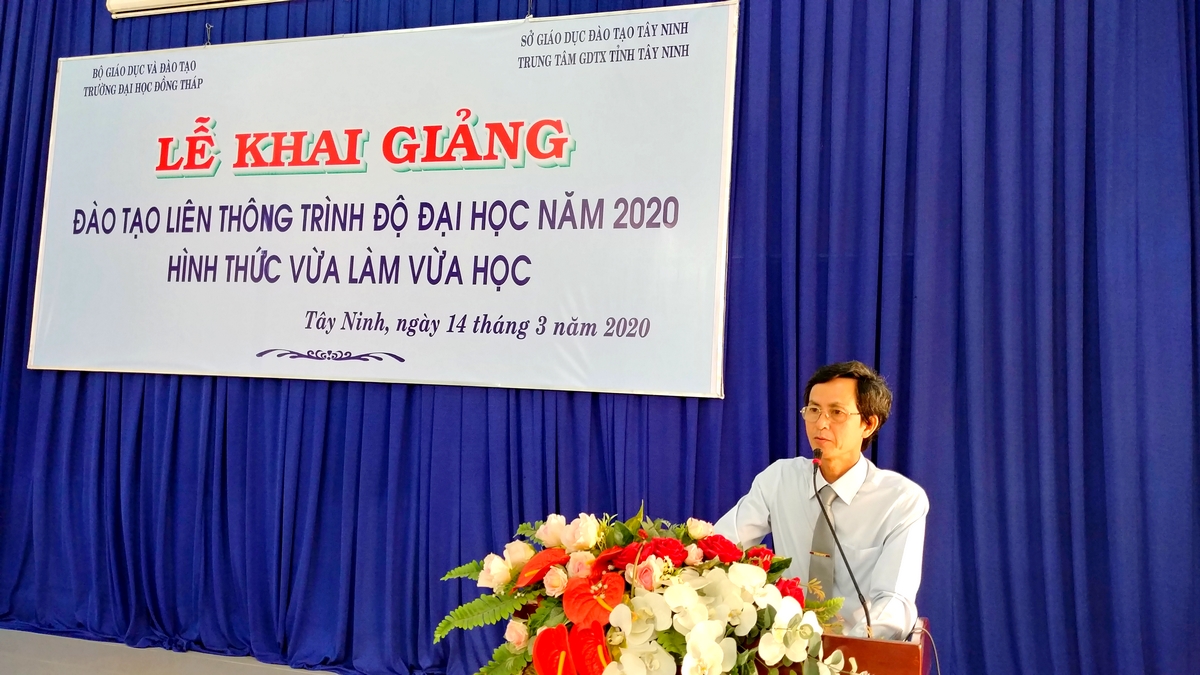 BỘ GIÁO DỤC VÀ ĐÀO TẠO
TRƯỜNG ĐẠI HỌC ĐỒNG THÁP
SỞ GIÁO DỤC ĐÀO TẠO TÂY NINH
TRUNG TÂM GDTX TỈNH TÂY NINH
LỄ KHAI GIẢNG
ĐÀO TẠO LIÊN THÔNG TRÌNH ĐỘ ĐẠI HỌC NĂM 2020
HÌNH THỨC VỪA LÀM VỪA HỌC
Tây Ninh, ngày 14 tháng 3 năm 2020